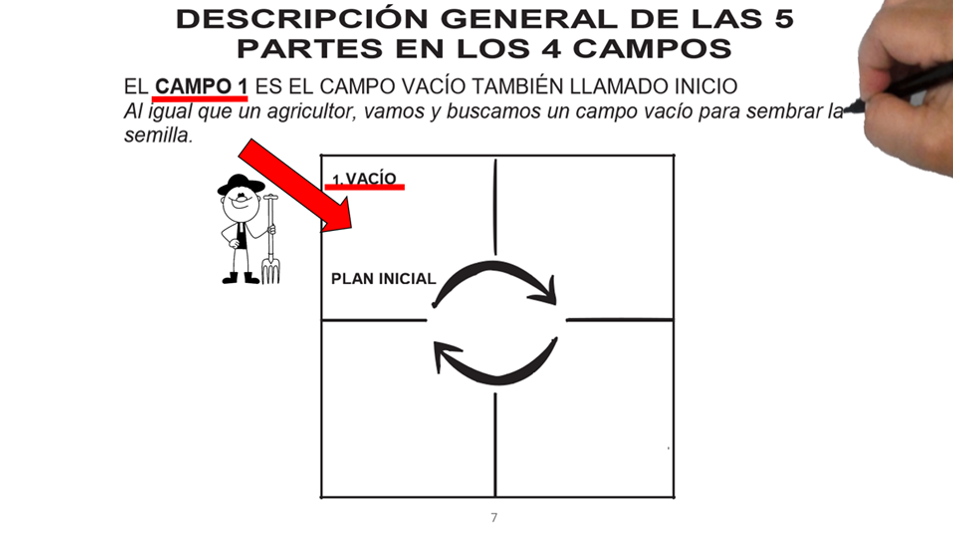 DESCRIPCIÓN GENERAL DE LAS 5
PARTES EN LOS 4 CAMPOS
EL CAMPO 1 ES EL CAMPO VACÍO TAMBIÉN LLAMADO INICIO
Al igual que un agricultor, vamos y buscamos un campo vacío para sembrar la
semilla.
1. VACÍO
PLAN INICIAL
7